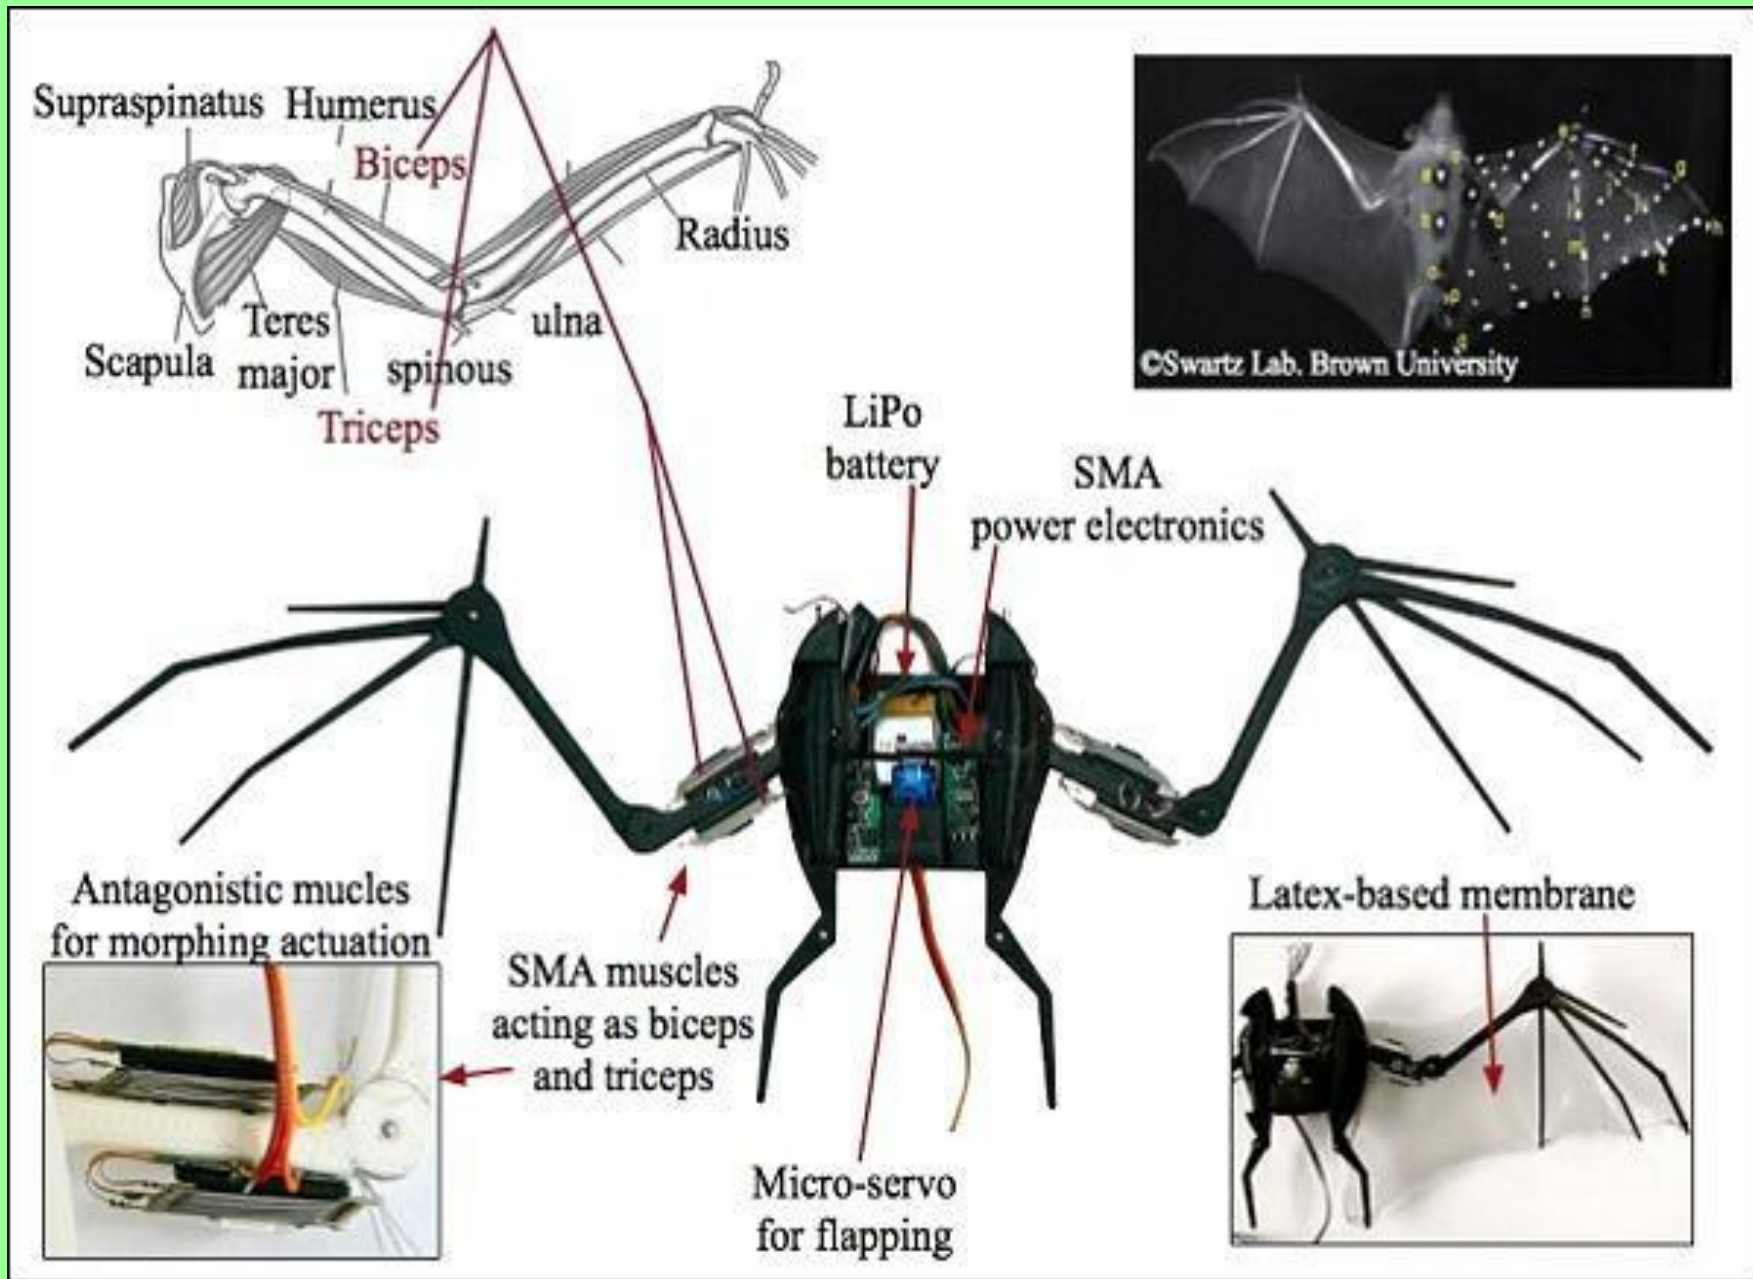 Supraspinatus
Humerus
Biceps
Radius
ulna
Teres
major
Scapula
spinous
Triceps
©Swartz Lab. Brown University
LiPo
battery
SMA
power electronics
Antagonistic mucles
for morphing actuation
SMA muscles
acting as biceps
and triceps
Micro-servo
for flapping
Latex-based membrane